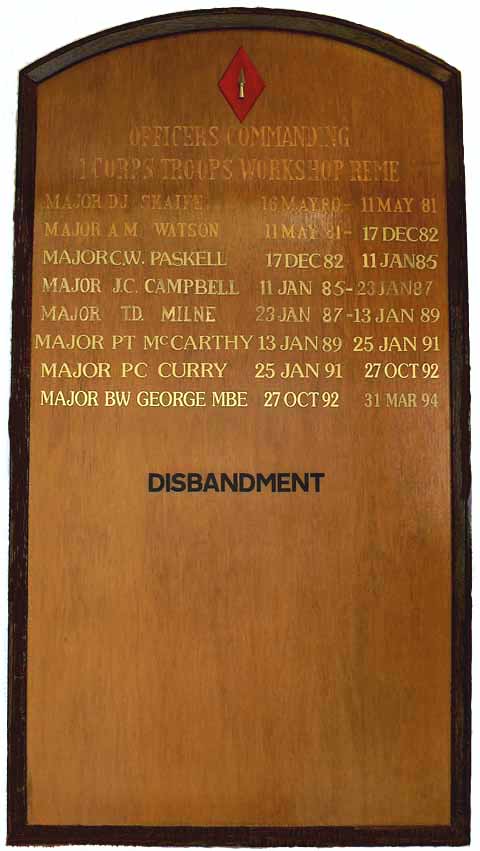 OFFICERS COMMANDING
1 CORPS TROOPS WORKSHOP REME
MAJOR D.J. SKAIFE 16 MAY 80 - 11 MAY 81
MAJOR A.M. WATSON 11 MAY 81 - 17 DEC 82
MAJOR C.W. PASKELL 17 DEC 82 11 JAN 85
MAJOR J.C. CAMPBELL 11 JAN 85 - 23 JAN 87
MAJOR T.D. MILNE 23 JAN 87 - 13 JAN 89
MAJOR PT McCARTHY 13 JAN 89 25 JAN 91
MAJOR PC CURRY 25 JAN 91 27 OCT 92
MAJOR BW GEORGE MBE 27 OCT 92 31 MAR 94
DISBANDMENT